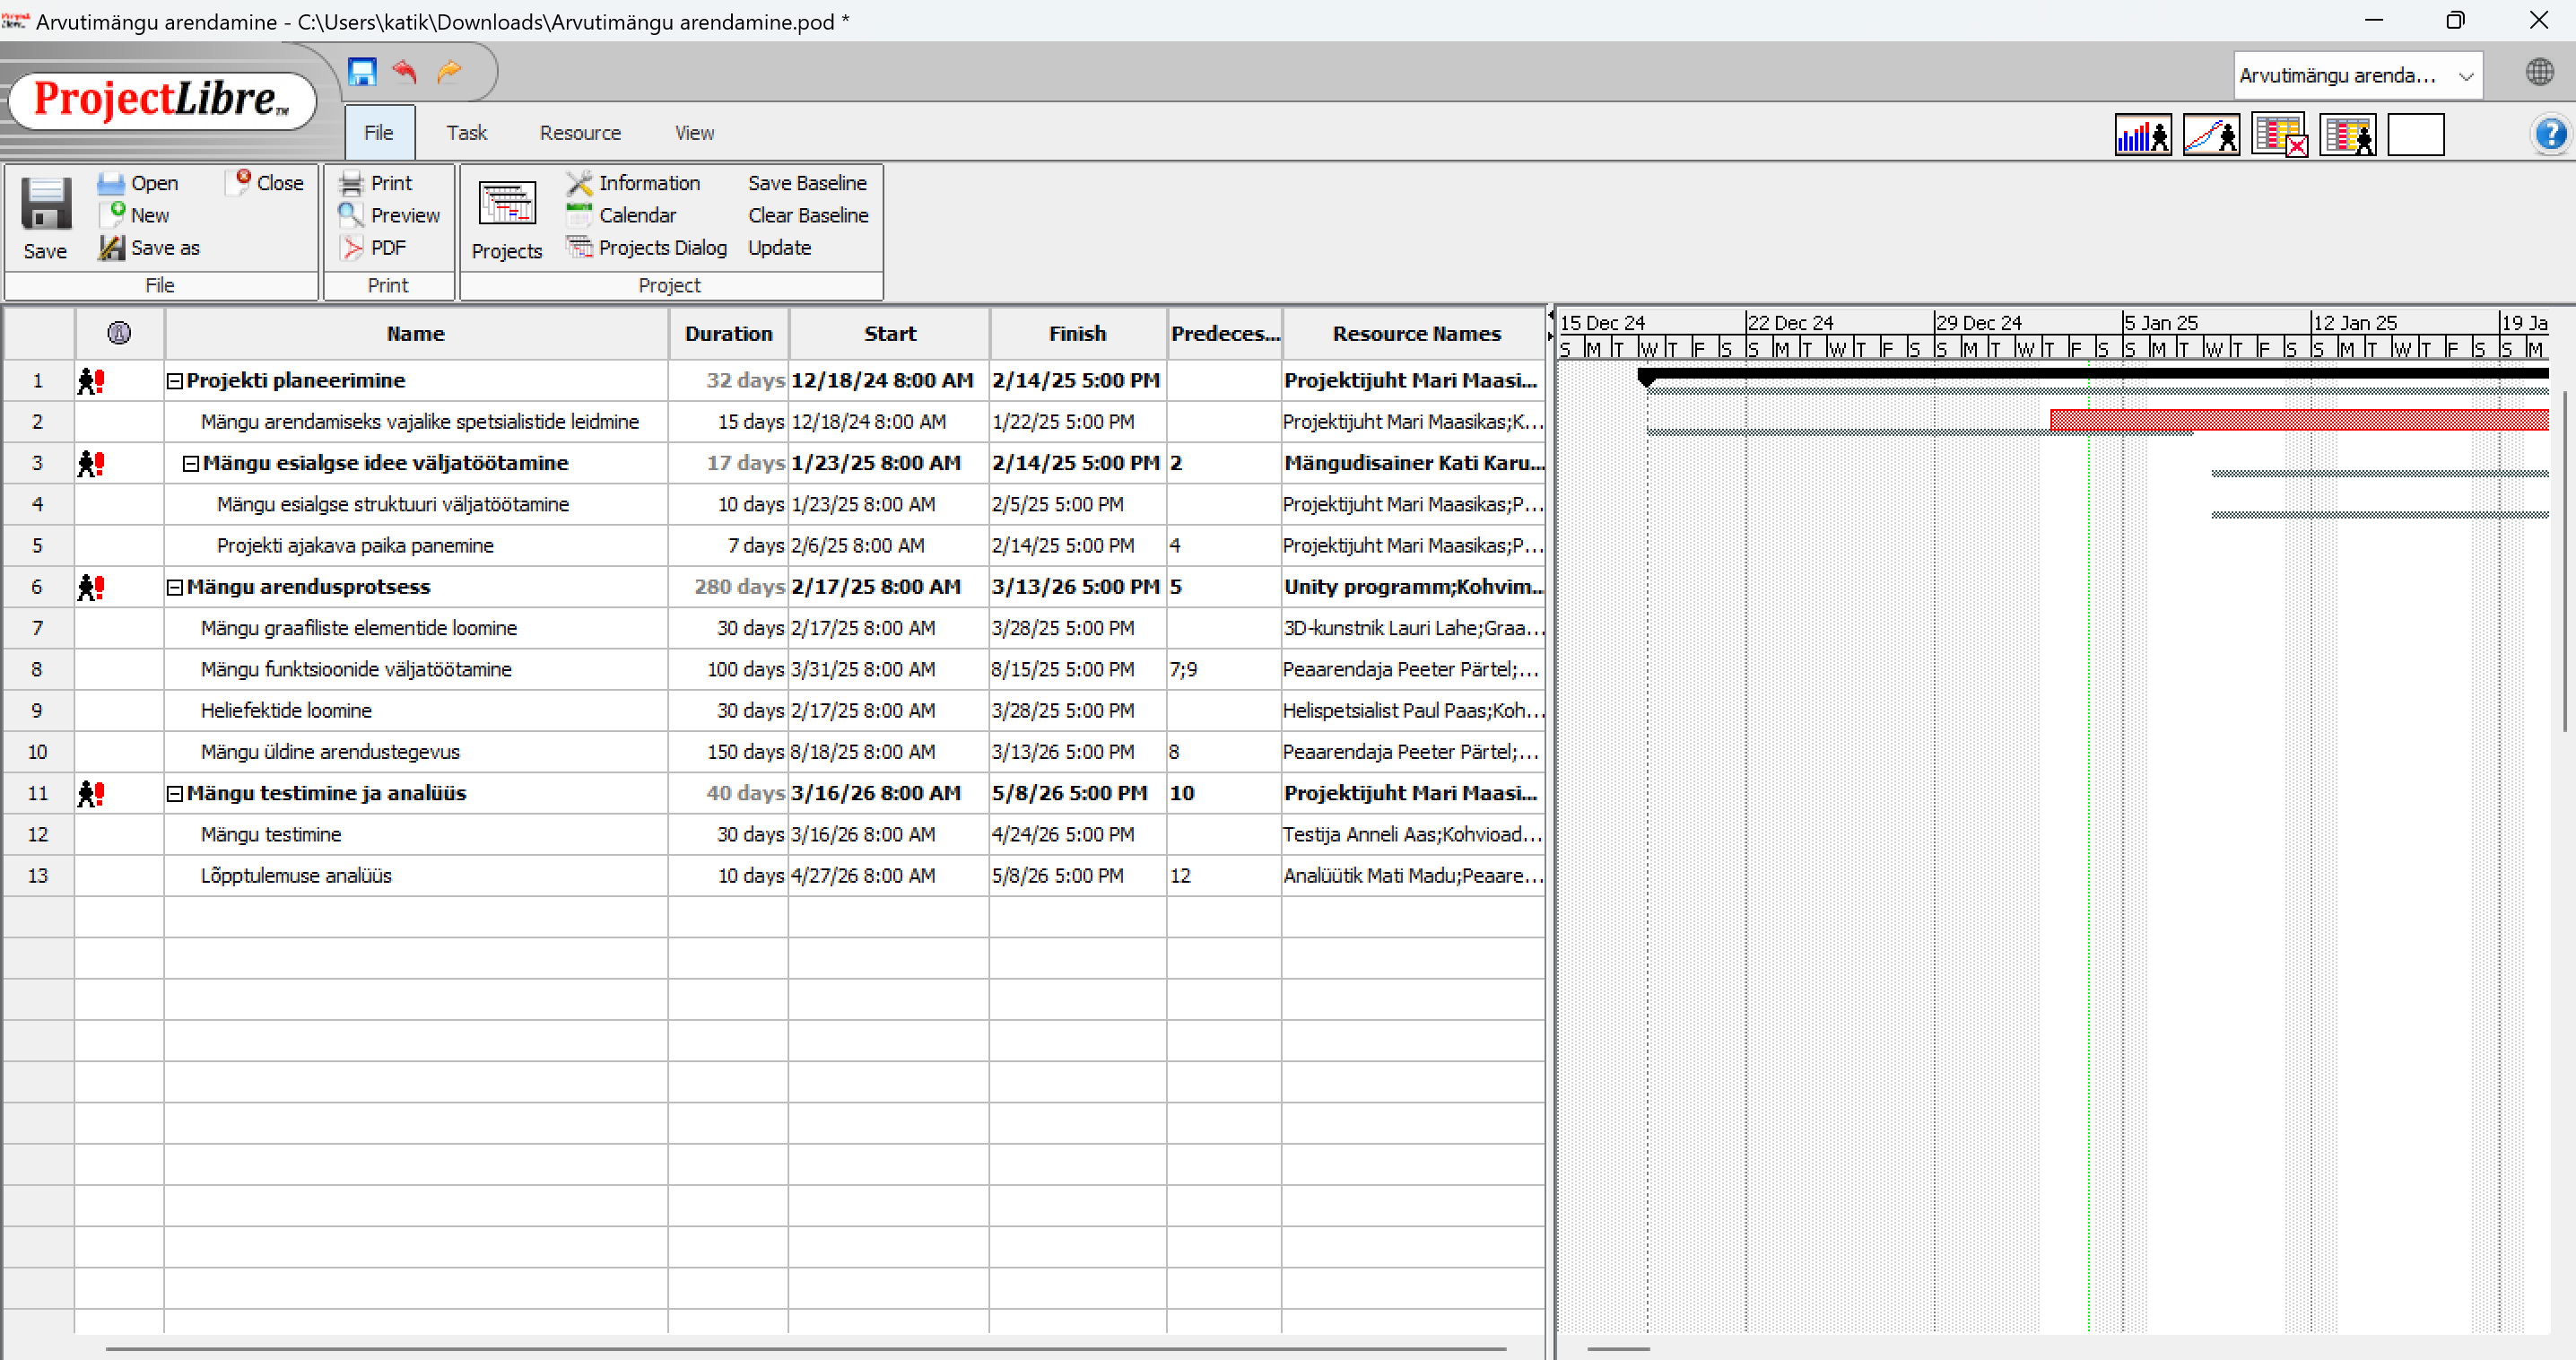 Arvutimängu arendamine - C:\Users\katik\Downloads\Arvutimängu arendamine.pod *
ProjectLibre™
Arvutimängu arenda...
File Task Resource View
Save
Open
New
Save as
Close
File
Print
Preview
PDF
Print
Projects
Information
Calendar
Projects Dialog
Save Baseline
Clear Baseline
Update
Project
Name Duration Start Finish Predeces... Resource Names
1 Projekti planeerimine 32 days 12/18/24 8:00 AM 2/14/25 5:00 PM Projektijuht Mari Maasi...
2 Mängu arendamiseks vajalike spetsialistide leidmine 15 days 12/18/24 8:00 AM 1/22/25 5:00 PM Projektijuht Mari Maasikas;K...
3 Mängu esialgse idee väljatöötamine 17 days 1/23/25 8:00 AM 2/14/25 5:00 PM 2 Mängudisainer Kati Karu...
4 Mängu esialgse struktuuri väljatöötamine 10 days 1/23/25 8:00 AM 2/5/25 5:00 PM Projektijuht Mari Maasikas;P...
5 Projekti ajakava paika panemine 7 days 2/6/25 8:00 AM 2/14/25 5:00 PM 4 Projektijuht Mari Maasikas;P...
6 Mängu arendusprotsess 280 days 2/17/25 8:00 AM 3/13/26 5:00 PM 5 Unity programm;Kohvim...
7 Mängu graafiliste elementide loomine 30 days 2/17/25 8:00 AM 3/28/25 5:00 PM 3D-kunstnik Lauri Lahe;Graa...
8 Mängu funktsioonide väljatöötamine 100 days 3/31/25 8:00 AM 8/15/25 5:00 PM 7;9 Peaarendaja Peeter Pärtel;...
9 Heliefektide loomine 30 days 2/17/25 8:00 AM 3/28/25 5:00 PM Helispetsialist Paul Paas;Koh...
10 Mängu üldine arendustegevus 150 days 8/18/25 8:00 AM 3/13/26 5:00 PM 8 Peaarendaja Peeter Pärtel;...
11 Mängu testimine ja analüüs 40 days 3/16/26 8:00 AM 5/8/26 5:00 PM 10 Projektijuht Mari Maasi...
12 Mängu testimine 30 days 3/16/26 8:00 AM 4/24/26 5:00 PM Testija Anneli Aas;Kohvioad...
13 Lõpptulemuse analüüs 10 days 4/27/26 8:00 AM 5/8/26 5:00 PM 12 Analüütik Mati Madu;Peaare...
15 Dec 24 22 Dec 24 29 Dec 24 5 Jan 25 12 Jan 25 19 Ja
S M T W T F S S M T W T F S S M T W T F S S M T W T F S S M T W T F S S M